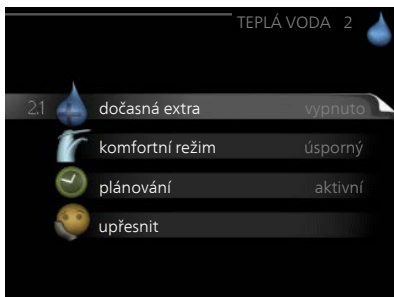 TEPLÁ VODA 2
2.1 dočasná extra vypnuto
komfortní režim úsporný
plánování aktivní
upřesnit